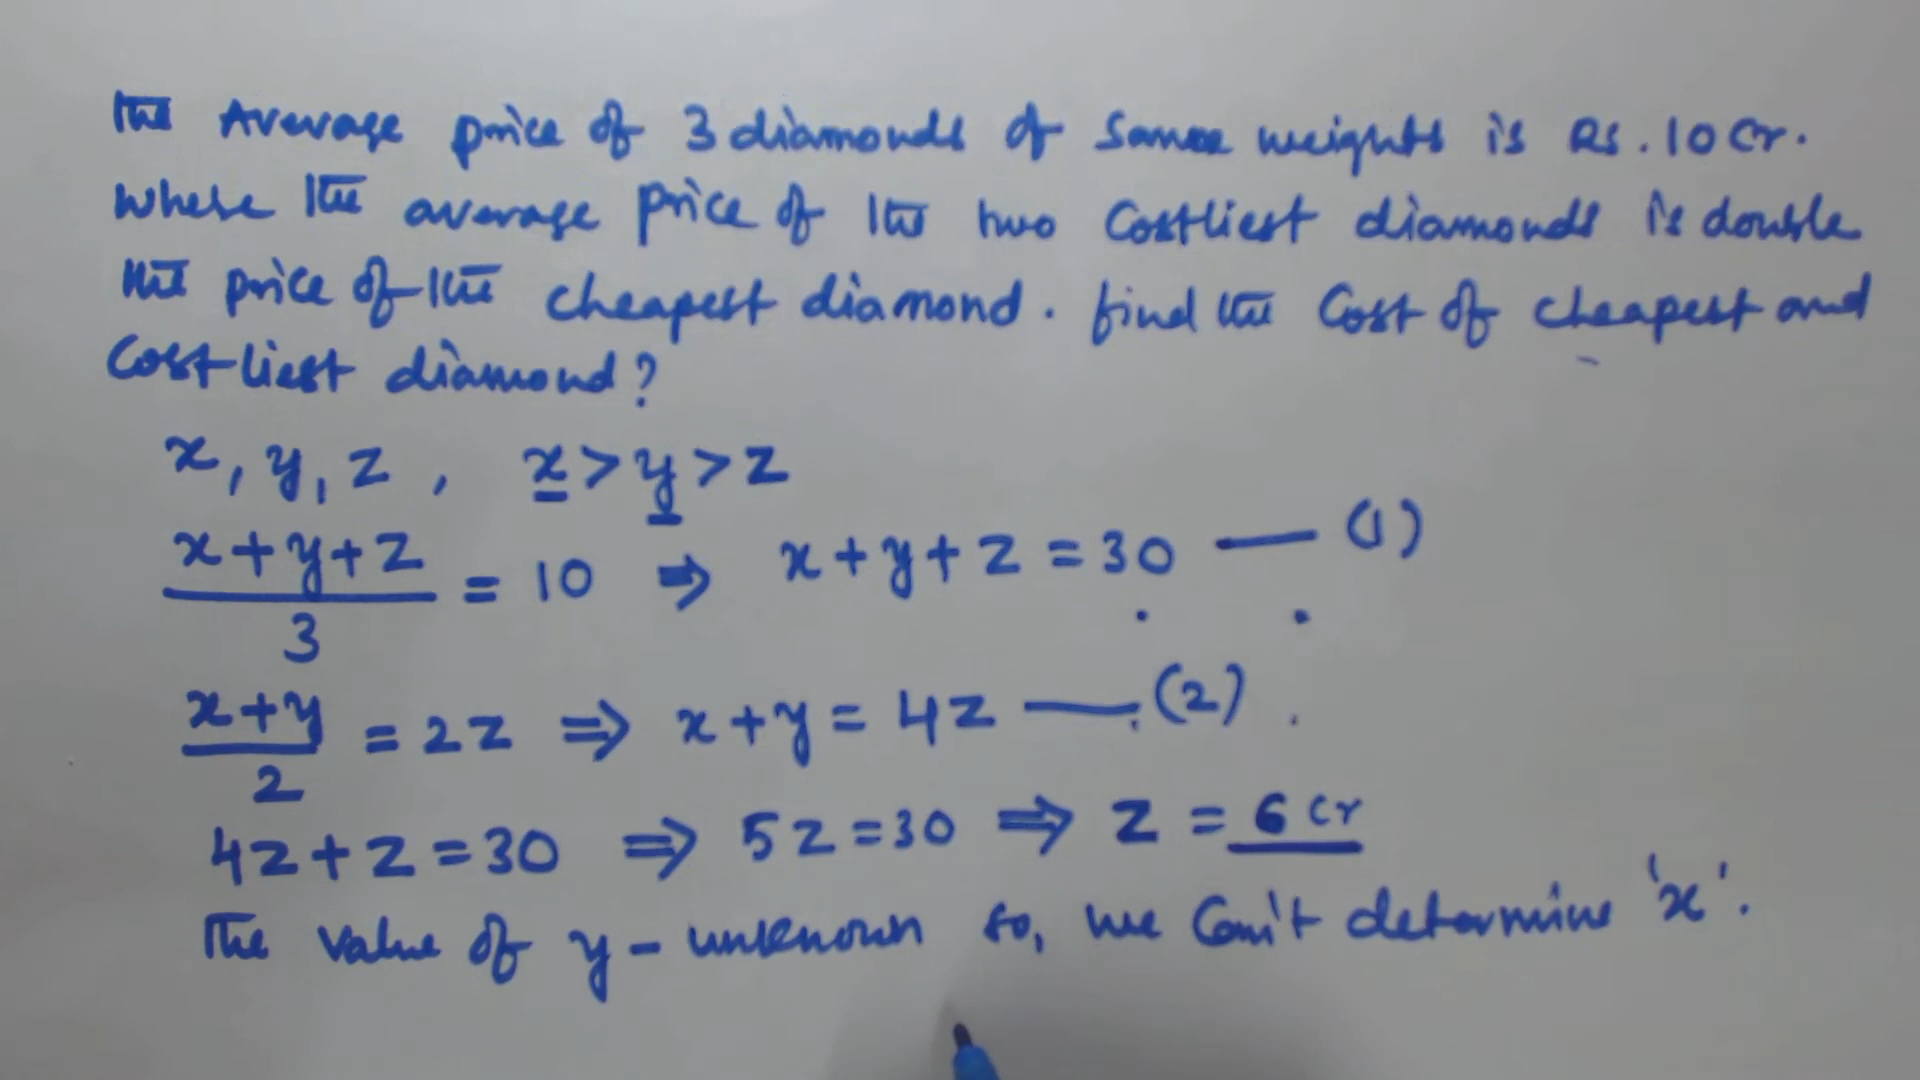 The Average price of 3 diamonds of Same weights is Rs. 10 Cr.
Where the average price of the two Costliest diamonds is double
the price of the cheapest diamond. find the Cost of cheapest and
Costliest diamond?
x, y, z, x > y > z
(x+y+z)/3 = 10 ⇒ x+y+z = 30 — (1)
(x+y)/2 = 2z ⇒ x+y = 4z — (2)
4z+z = 30 ⇒ 5z = 30 ⇒ z = 6 Cr
The value of y - unknown so, we Can't determine 'x'.